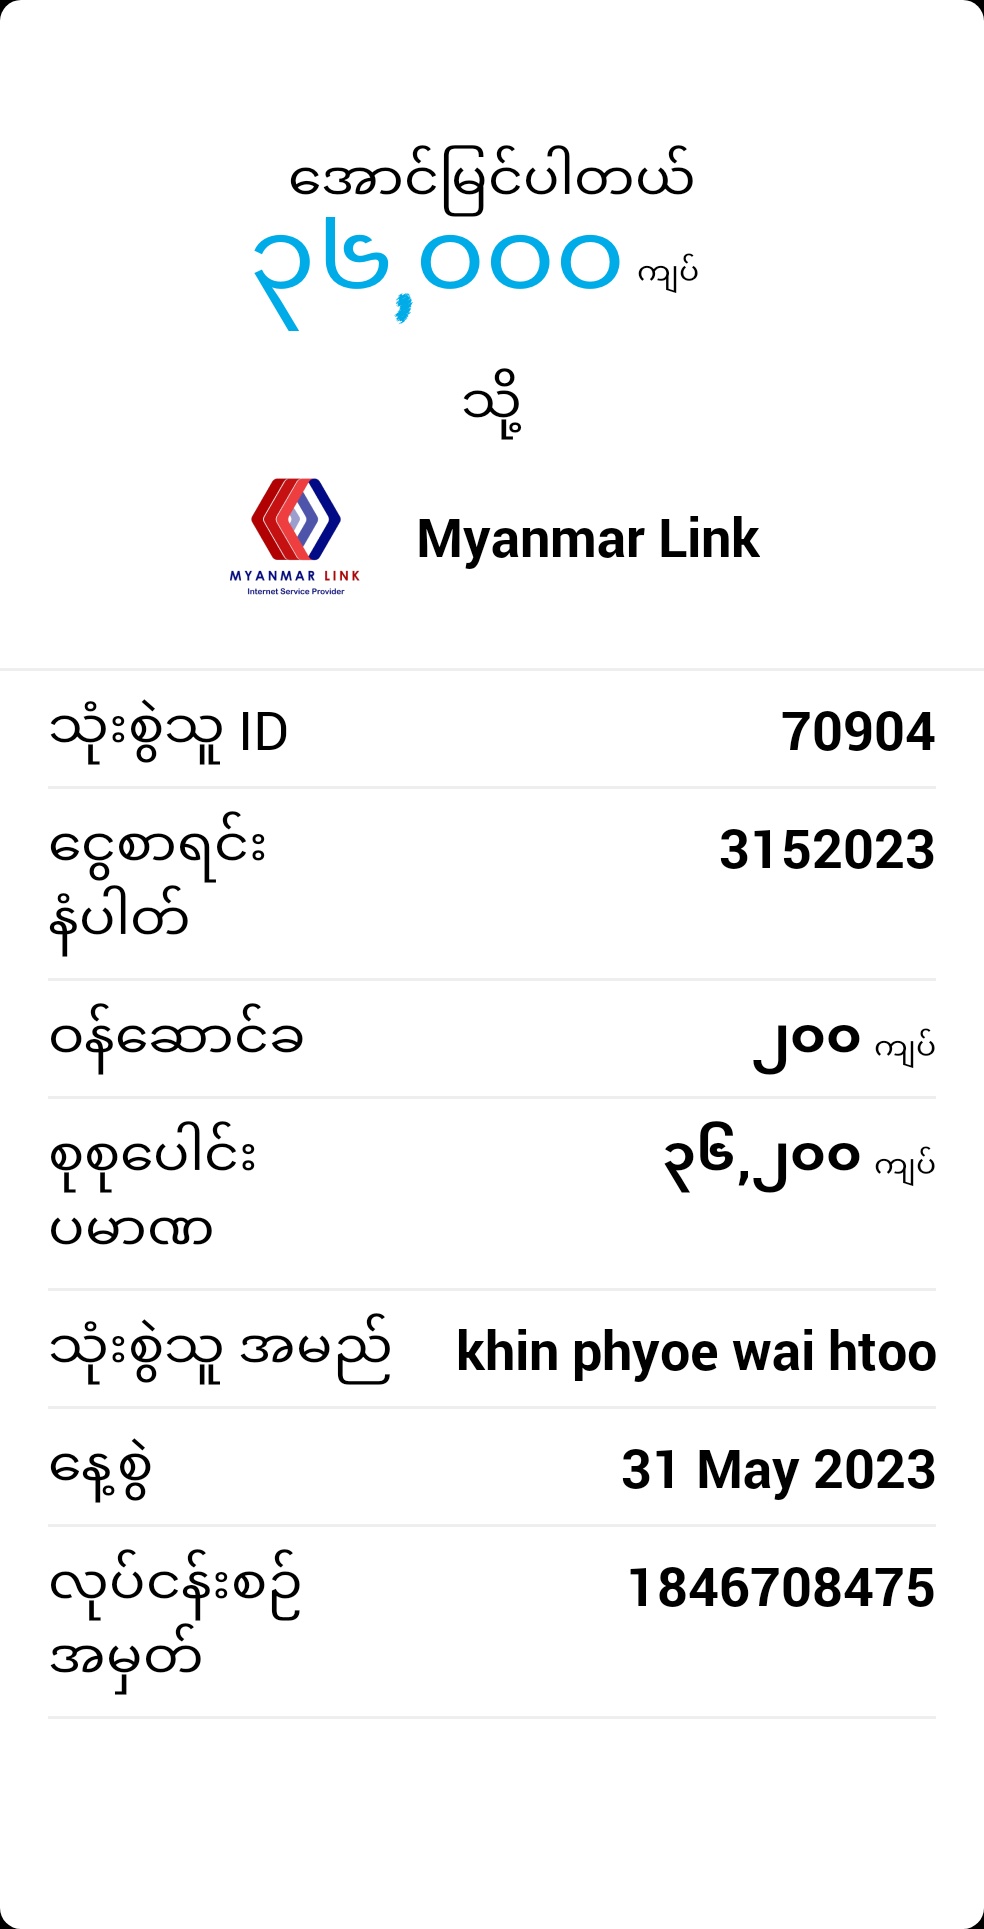 အောင်မြင်ပါတယ်
၃၆,၀၀၀ ကျပ်
သို့
MYANMAR LINK
Internet Service Provider
Myanmar Link
သုံးစွဲသူ ID 70904
ငွေစာရင်း 3152023
နံပါတ်
ဝန်ဆောင်ခ ၂၀၀ ကျပ်
စုစုပေါင်း ၃၆,၂၀၀ ကျပ်
ပမာဏ
သုံးစွဲသူ အမည် khin phyoe wai htoo
နေ့စွဲ 31 May 2023
လုပ်ငန်းစဉ် 1846708475
အမှတ်